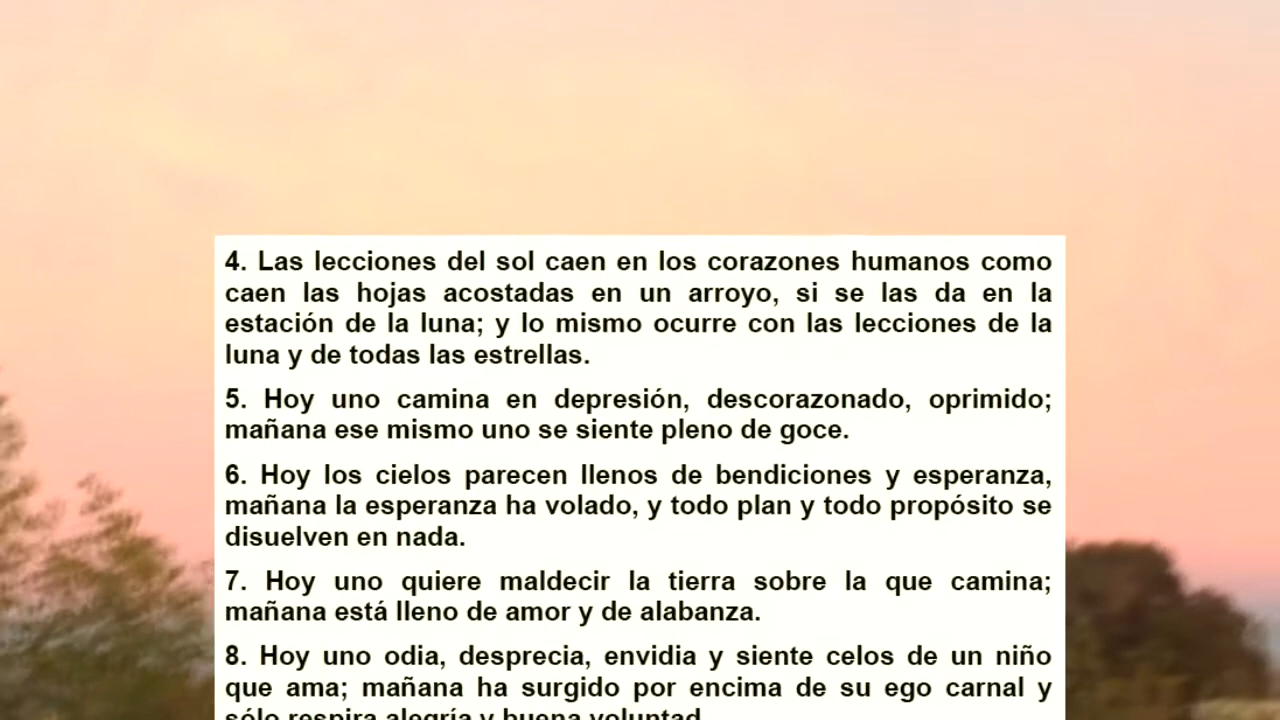 4. Las lecciones del sol caen en los corazones humanos como
caen las hojas acostadas en un arroyo, si se las da en la
estación de la luna; y lo mismo ocurre con las lecciones de la
luna y de todas las estrellas.
5. Hoy uno camina en depresión, descorazonado, oprimido;
mañana ese mismo uno se siente pleno de goce.
6. Hoy los cielos parecen llenos de bendiciones y esperanza,
mañana la esperanza ha volado, y todo plan y todo propósito se
disuelven en nada.
7. Hoy uno quiere maldecir la tierra sobre la que camina;
mañana está lleno de amor y de alabanza.
8. Hoy uno odia, desprecia, envidia y siente celos de un niño
que ama; mañana ha surgido por encima de su ego carnal y
sólo respira alegría y buena voluntad.